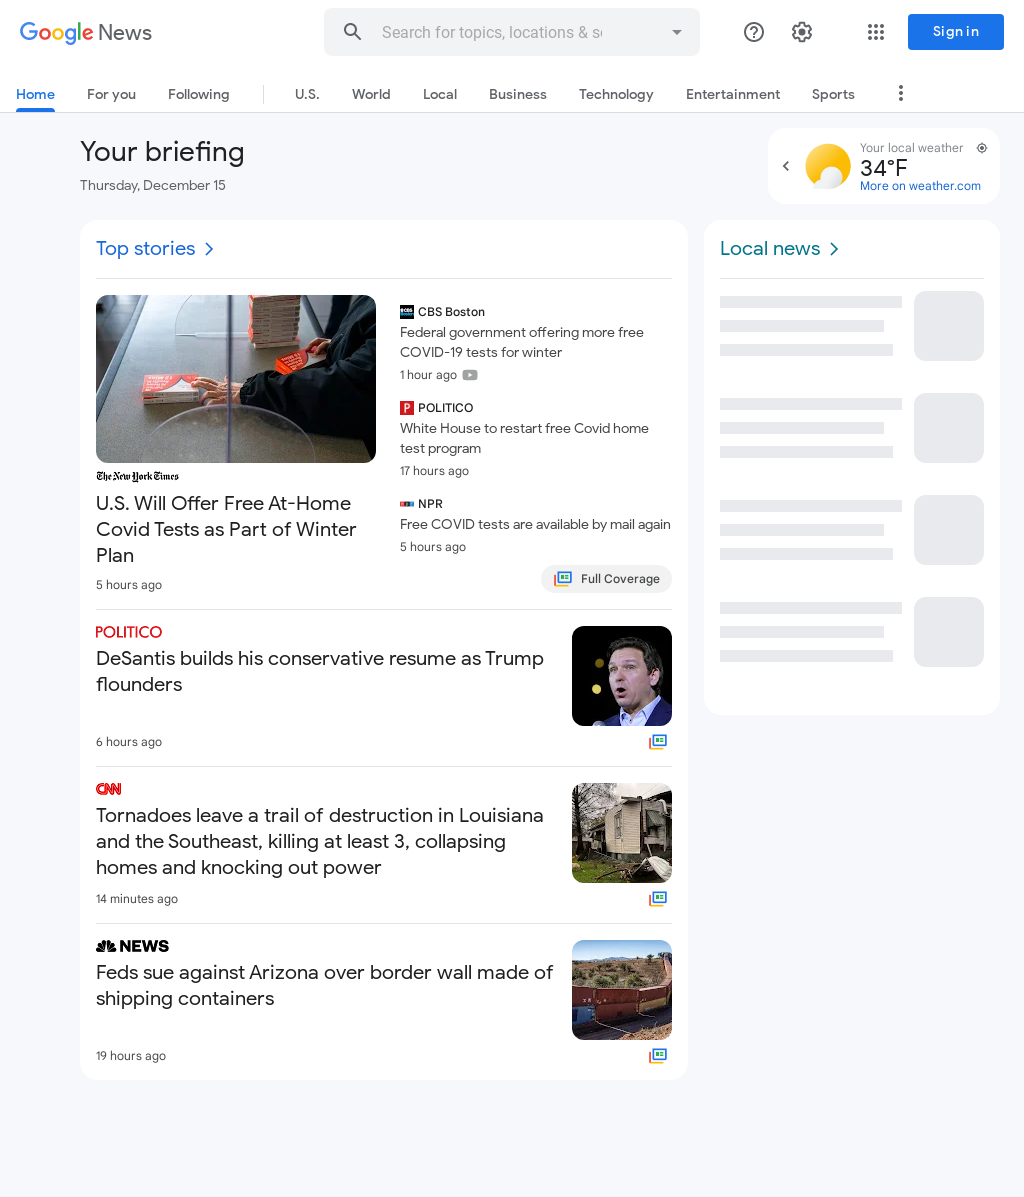 Google News
Search for topics, locations & so
Sign in
Home
For you
Following
U.S.
World
Local
Business
Technology
Entertainment
Sports
Your briefing
Thursday, December 15
Your local weather
34°F
More on weather.com
Top stories
The New York Times
U.S. Will Offer Free At-Home
Covid Tests as Part of Winter
Plan
5 hours ago
CBS Boston
Federal government offering more free
COVID-19 tests for winter
1 hour ago
POLITICO
White House to restart free Covid home
test program
17 hours ago
NPR
Free COVID tests are available by mail again
5 hours ago
Full Coverage
POLITICO
DeSantis builds his conservative resume as Trump
flounders
6 hours ago
CNN
Tornadoes leave a trail of destruction in Louisiana
and the Southeast, killing at least 3, collapsing
homes and knocking out power
14 minutes ago
NEWS
Feds sue against Arizona over border wall made of
shipping containers
19 hours ago
Local news